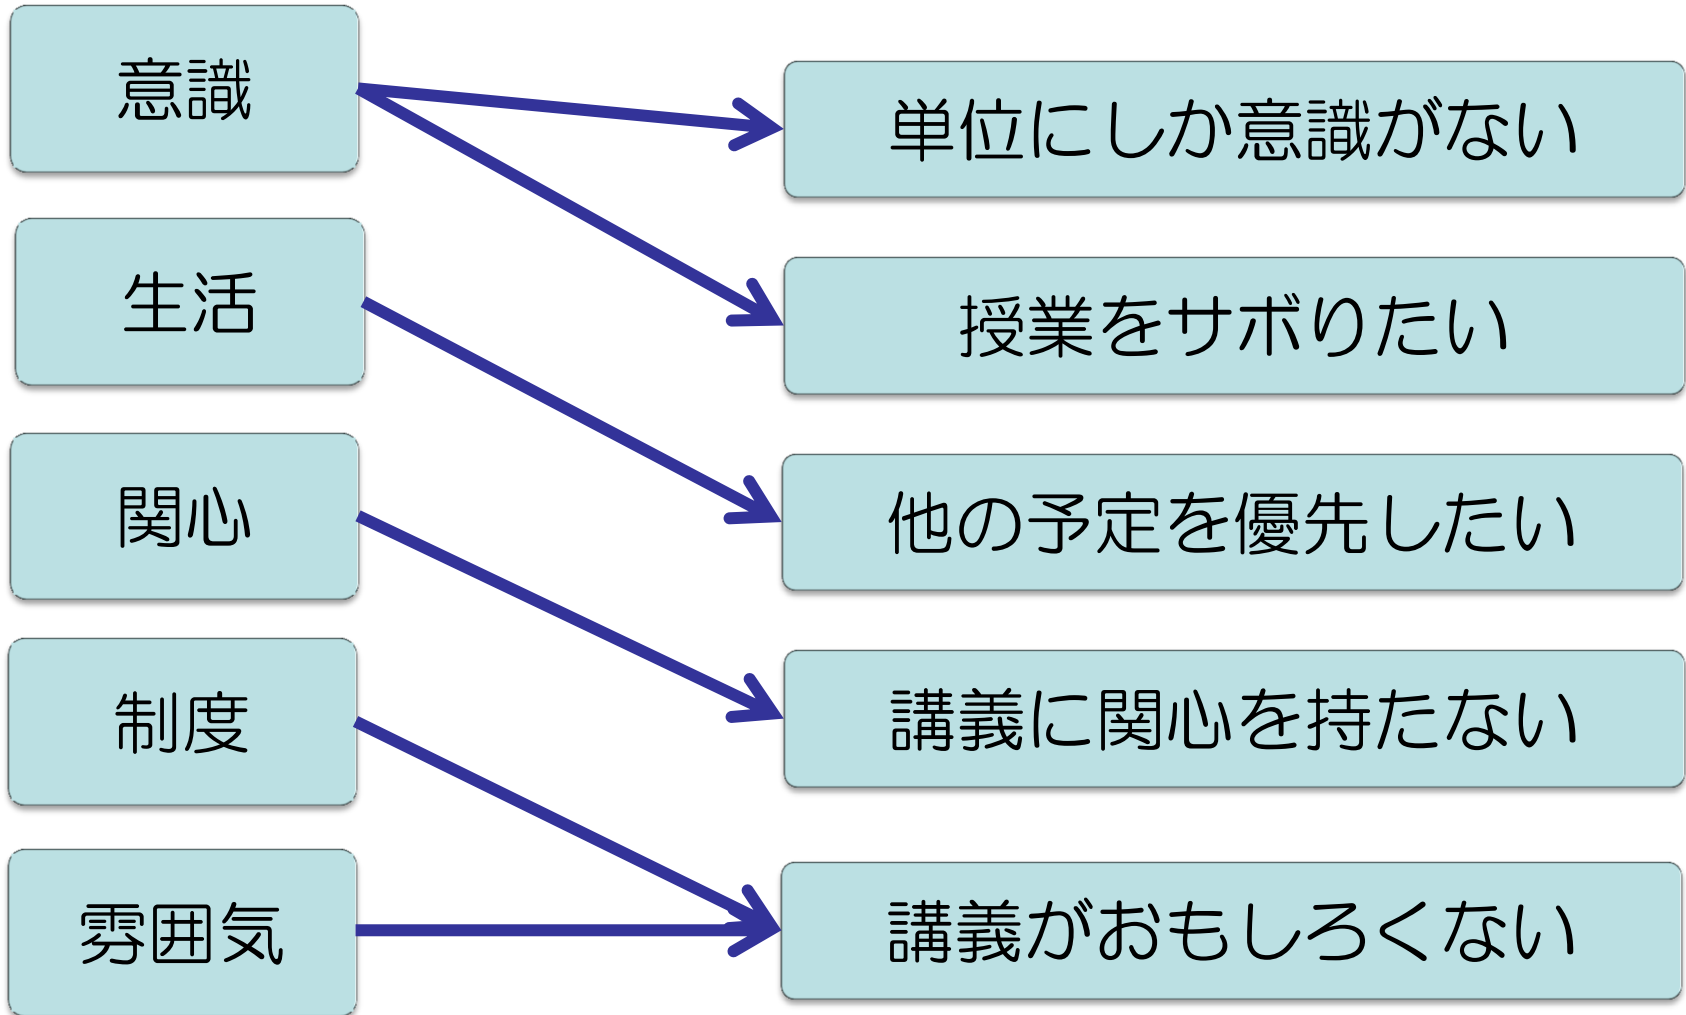 意識
生活
関心
制度
雰囲気
単位にしか意識がない
授業をサボりたい
他の予定を優先したい
講義に関心を持たない
講義がおもしろくない